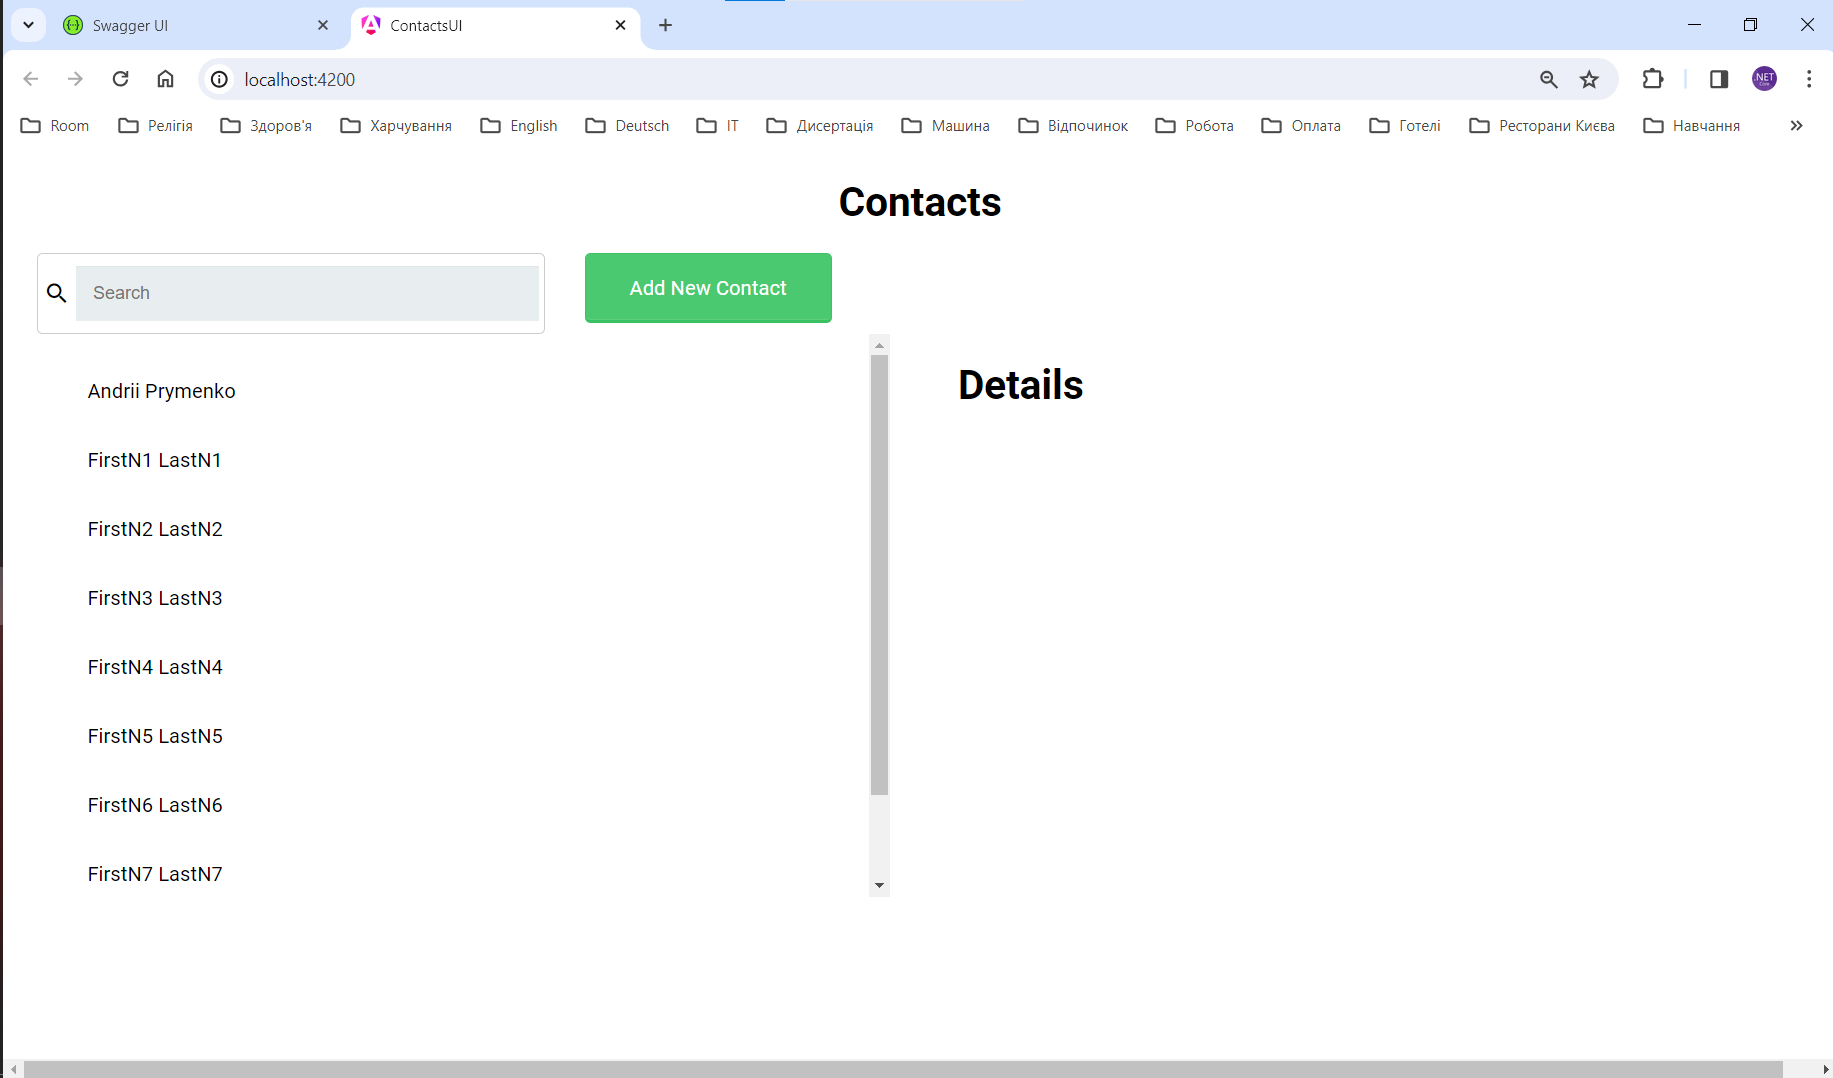 Swagger UI
ContactsUI
localhost:4200
.NET
Room Релігія Здоров'я Харчування English Deutsch IT Дисертація Машина Відпочинок Робота Оплата Готелі Ресторани Києва Навчання
Contacts
Search
Add New Contact
Andrii Prymenko
Details
FirstN1 LastN1
FirstN2 LastN2
FirstN3 LastN3
FirstN4 LastN4
FirstN5 LastN5
FirstN6 LastN6
FirstN7 LastN7